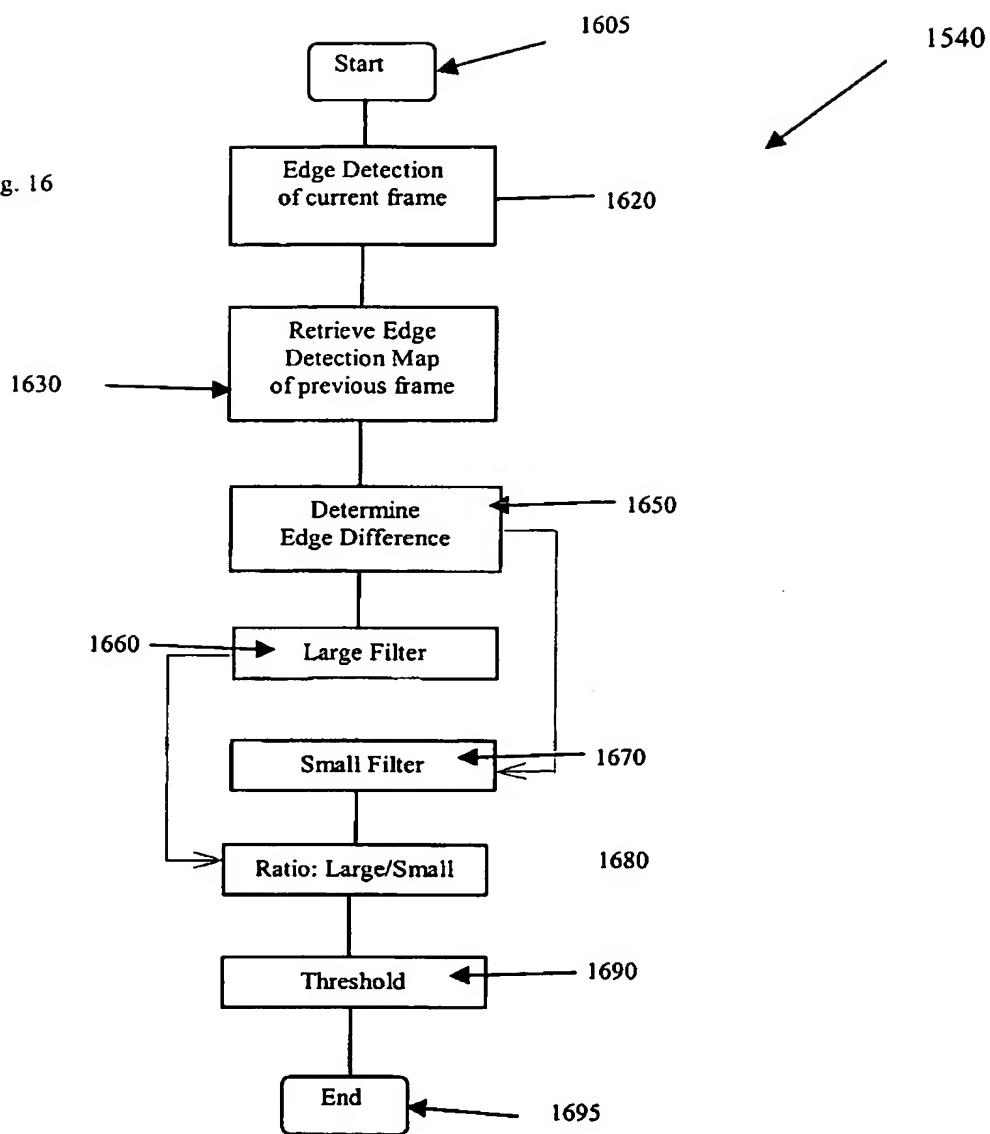 1605
1540
Start
g. 16
Edge Detection
of current frame
1620
Retrieve Edge
Detection Map
of previous frame
1630
Determine
Edge Difference
1650
1660
Large Filter
Small Filter
1670
Ratio: Large/Small
1680
Threshold
1690
End
1695